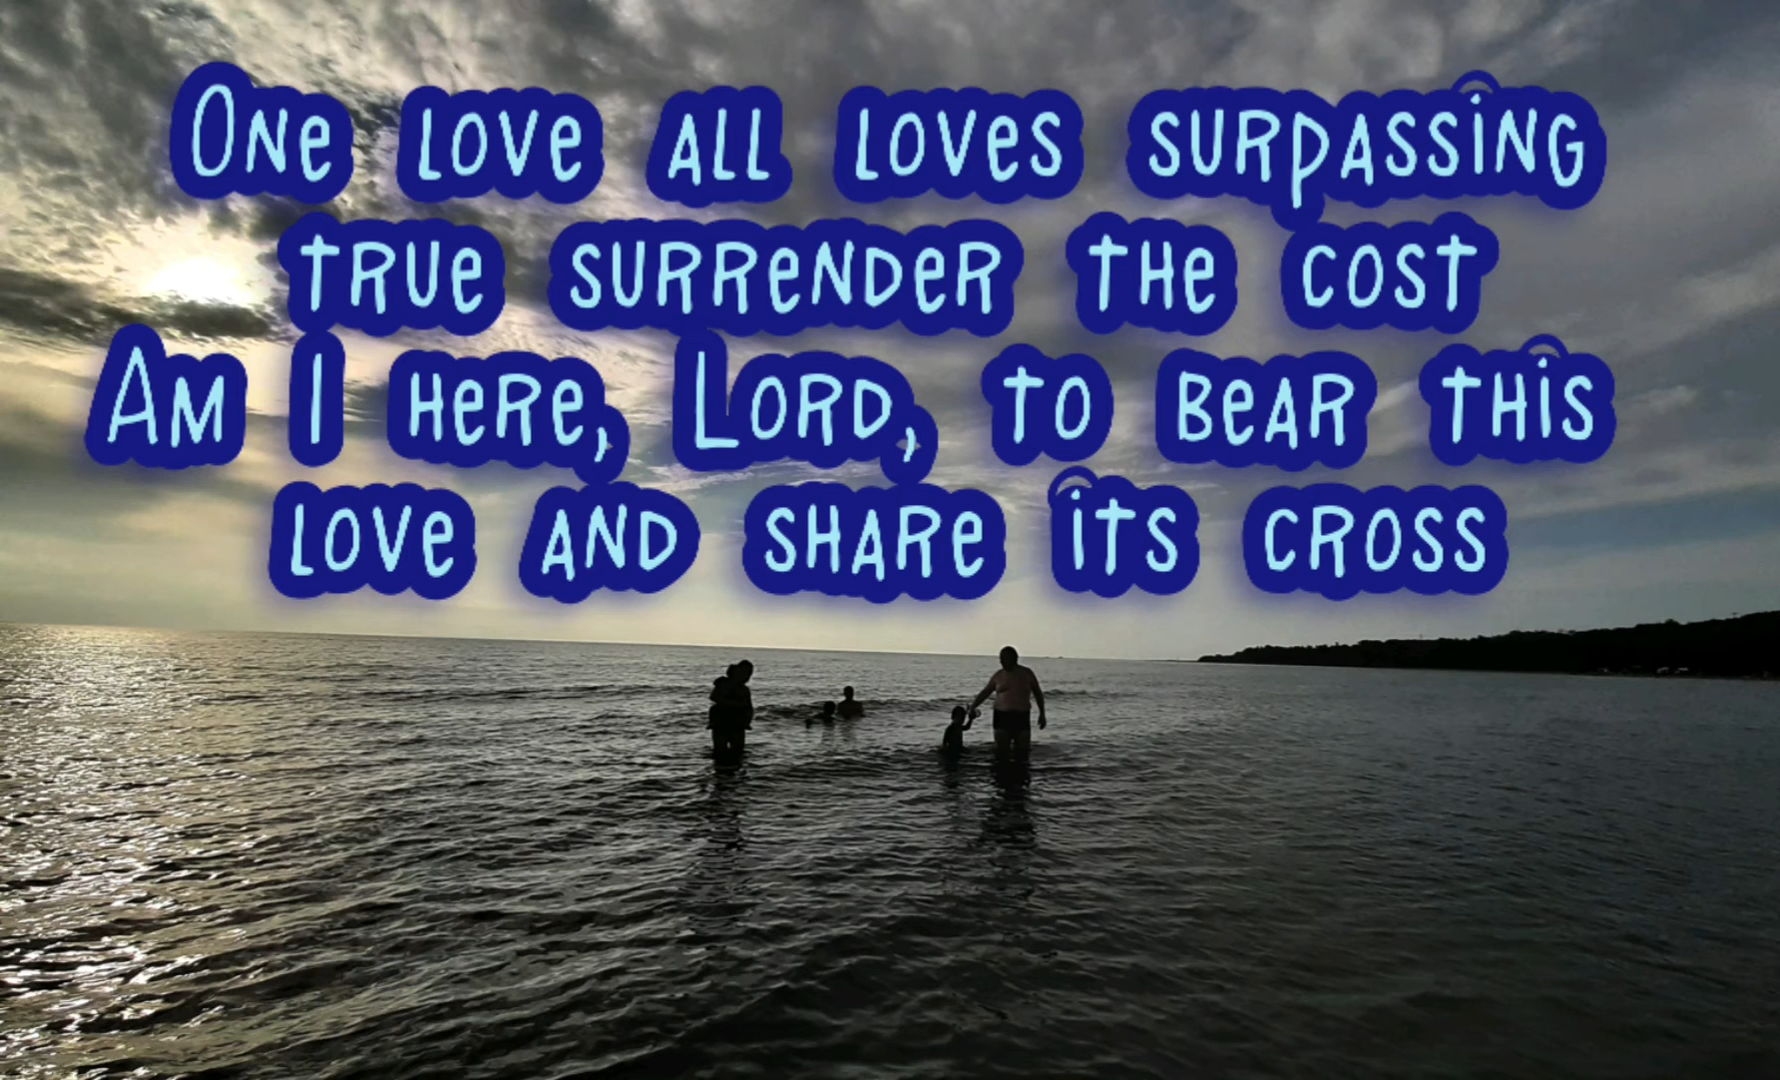 One love all loves surpassing
true surrender the cost
Am I here, Lord, to bear this
love and share its cross